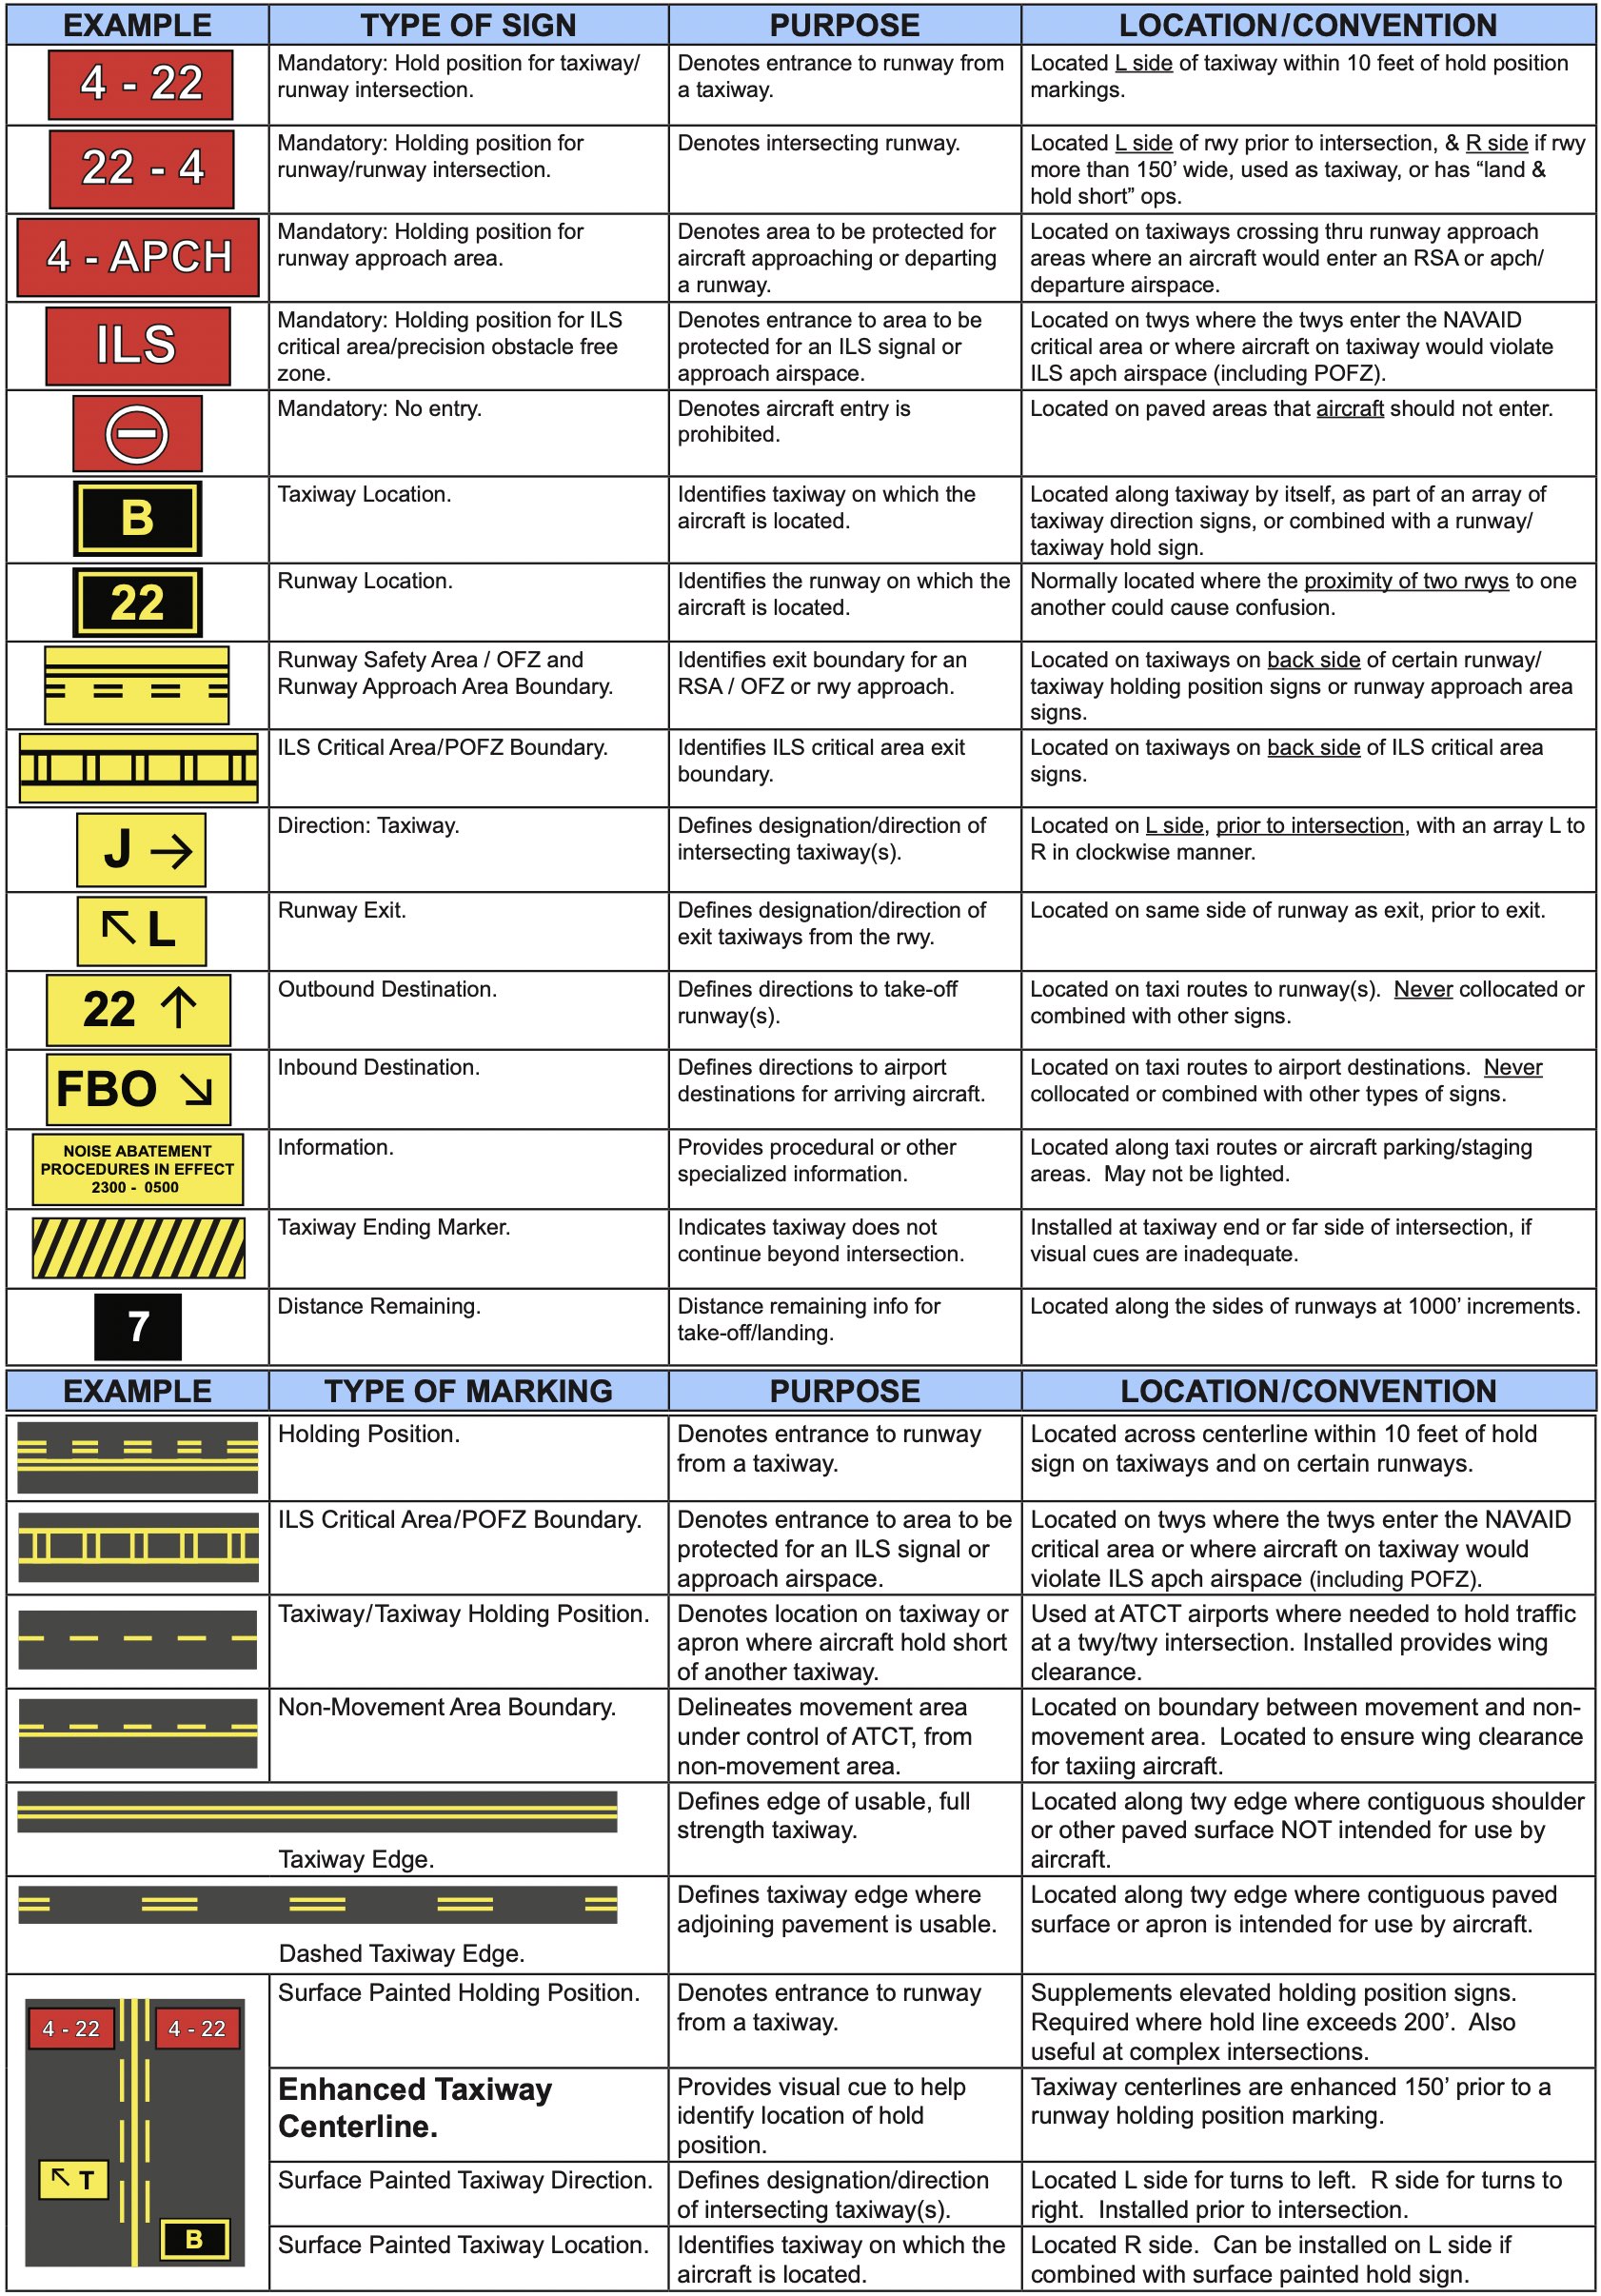 EXAMPLE TYPE OF SIGN PURPOSE LOCATION/CONVENTION
4 - 22
Mandatory: Hold position for taxiway/
runway intersection.
Denotes entrance to runway from
a taxiway.
Located L side of taxiway within 10 feet of hold position
markings.
22 - 4
Mandatory: Holding position for
runway/runway intersection.
Denotes intersecting runway.
Located L side of rwy prior to intersection, & R side if rwy
more than 150’ wide, used as taxiway, or has “land &
hold short” ops.
4 - APCH
Mandatory: Holding position for
runway approach area.
Denotes area to be protected for
aircraft approaching or departing
a runway.
Located on taxiways crossing thru runway approach
areas where an aircraft would enter an RSA or apch/
departure airspace.
ILS
Mandatory: Holding position for ILS
critical area/precision obstacle free
zone.
Denotes entrance to area to be
protected for an ILS signal or
approach airspace.
Located on twys where the twys enter the NAVAID
critical area or where aircraft on taxiway would violate
ILS apch airspace (including POFZ).
Mandatory: No entry.
Denotes aircraft entry is
prohibited.
Located on paved areas that aircraft should not enter.
B
Taxiway Location.
Identifies taxiway on which the
aircraft is located.
Located along taxiway by itself, as part of an array of
taxiway direction signs, or combined with a runway/
taxiway hold sign.
22
Runway Location.
Identifies the runway on which the
aircraft is located.
Normally located where the proximity of two rwys to one
another could cause confusion.
Runway Safety Area / OFZ and
Runway Approach Area Boundary.
Identifies exit boundary for an
RSA / OFZ or rwy approach.
Located on taxiways on back side of certain runway/
taxiway holding position signs or runway approach area
signs.
ILS Critical Area/POFZ Boundary.
Identifies ILS critical area exit
boundary.
Located on taxiways on back side of ILS critical area
signs.
J →
Direction: Taxiway.
Defines designation/direction of
intersecting taxiway(s).
Located on L side, prior to intersection, with an array L to
R in clockwise manner.
↖ L
Runway Exit.
Defines designation/direction of
exit taxiways from the rwy.
Located on same side of runway as exit, prior to exit.
22 ↑
Outbound Destination.
Defines directions to take-off
runway(s).
Located on taxi routes to runway(s). Never collocated or
combined with other signs.
FBO ↘
Inbound Destination.
Defines directions to airport
destinations for arriving aircraft.
Located on taxi routes to airport destinations. Never
collocated or combined with other types of signs.
NOISE ABATEMENT
PROCEDURES IN EFFECT
2300 - 0500
Information.
Provides procedural or other
specialized information.
Located along taxi routes or aircraft parking/staging
areas. May not be lighted.
Taxiway Ending Marker.
Indicates taxiway does not
continue beyond intersection.
Installed at taxiway end or far side of intersection, if
visual cues are inadequate.
7
Distance Remaining.
Distance remaining info for
take-off/landing.
Located along the sides of runways at 1000’ increments.
EXAMPLE TYPE OF MARKING PURPOSE LOCATION/CONVENTION
Holding Position.
Denotes entrance to runway
from a taxiway.
Located across centerline within 10 feet of hold
sign on taxiways and on certain runways.
ILS Critical Area/POFZ Boundary.
Denotes entrance to area to be
protected for an ILS signal or
approach airspace.
Located on twys where the twys enter the NAVAID
critical area or where aircraft on taxiway would
violate ILS apch airspace (including POFZ).
Taxiway/Taxiway Holding Position.
Denotes location on taxiway or
apron where aircraft hold short
of another taxiway.
Used at ATCT airports where needed to hold traffic
at a twy/twy intersection. Installed provides wing
clearance.
Non-Movement Area Boundary.
Delineates movement area
under control of ATCT, from
non-movement area.
Located on boundary between movement and non-
movement area. Located to ensure wing clearance
for taxiing aircraft.
Taxiway Edge.
Defines edge of usable, full
strength taxiway.
Located along twy edge where contiguous shoulder
or other paved surface NOT intended for use by
aircraft.
Dashed Taxiway Edge.
Defines taxiway edge where
adjoining pavement is usable.
Located along twy edge where contiguous paved
surface or apron is intended for use by aircraft.
4 - 22 4 - 22
↖ T
B
Surface Painted Holding Position.
Denotes entrance to runway
from a taxiway.
Supplements elevated holding position signs.
Required where hold line exceeds 200’. Also
useful at complex intersections.
Enhanced Taxiway
Centerline.
Provides visual cue to help
identify location of hold
position.
Taxiway centerlines are enhanced 150’ prior to a
runway holding position marking.
Surface Painted Taxiway Direction.
Defines designation/direction
of intersecting taxiway(s).
Located L side for turns to left. R side for turns to
right. Installed prior to intersection.
Surface Painted Taxiway Location.
Identifies taxiway on which the
aircraft is located.
Located R side. Can be installed on L side if
combined with surface painted hold sign.